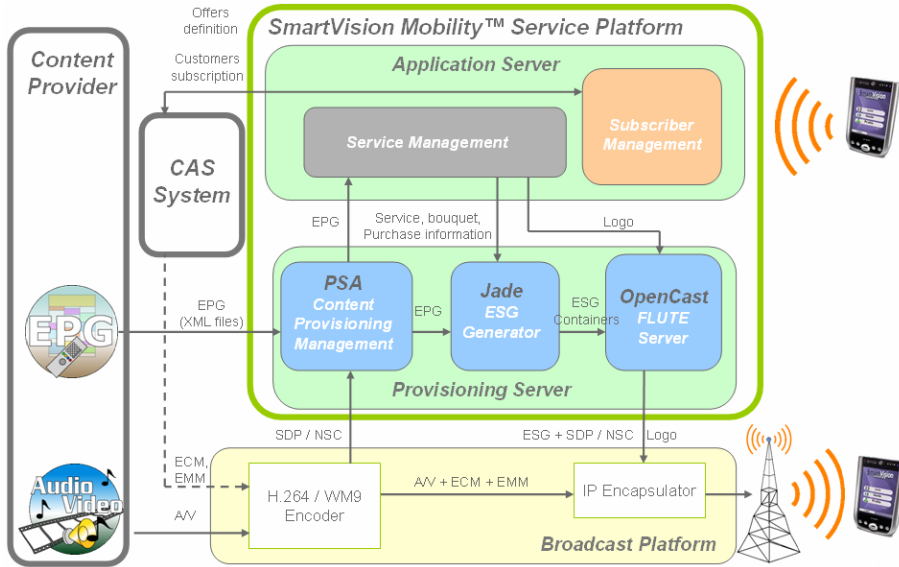 Offers
definition
SmartVision Mobility™ Service Platform
Content
Provider
Customers
subscription
Application Server
Service Management
Subscriber
Management
CAS
System
EPG
Service, bouquet,
Purchase information
Logo
PSA
Content
Provisioning
Management
Jade
ESG
Generator
OpenCast
FLUTE
Server
EPG
(XML files)
EPG
ESG
Containers
EPG
Provisioning Server
SDP / NSC
ESG + SDP / NSC
Logo
ECM,
EMM
H.264 / WM9
Encoder
A/V + ECM + EMM
IP Encapsulator
Audio
Video
A/V
Broadcast Platform